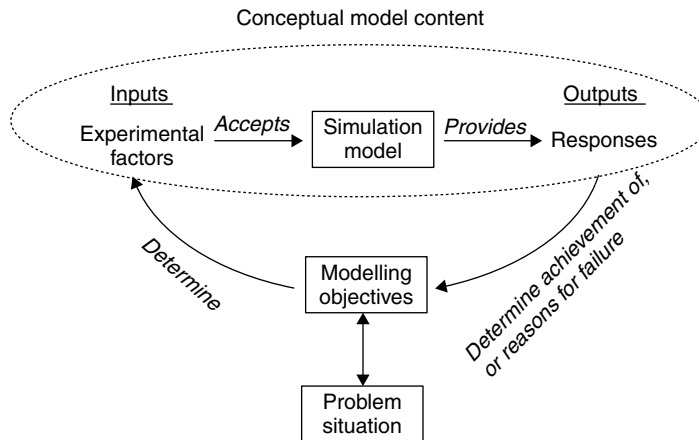 Conceptual model content
Inputs
Outputs
Experimental
factors
Accepts
Simulation
model
Provides
Responses
Determine
Modelling
objectives
Determine achievement of,
or reasons for failure
Problem
situation